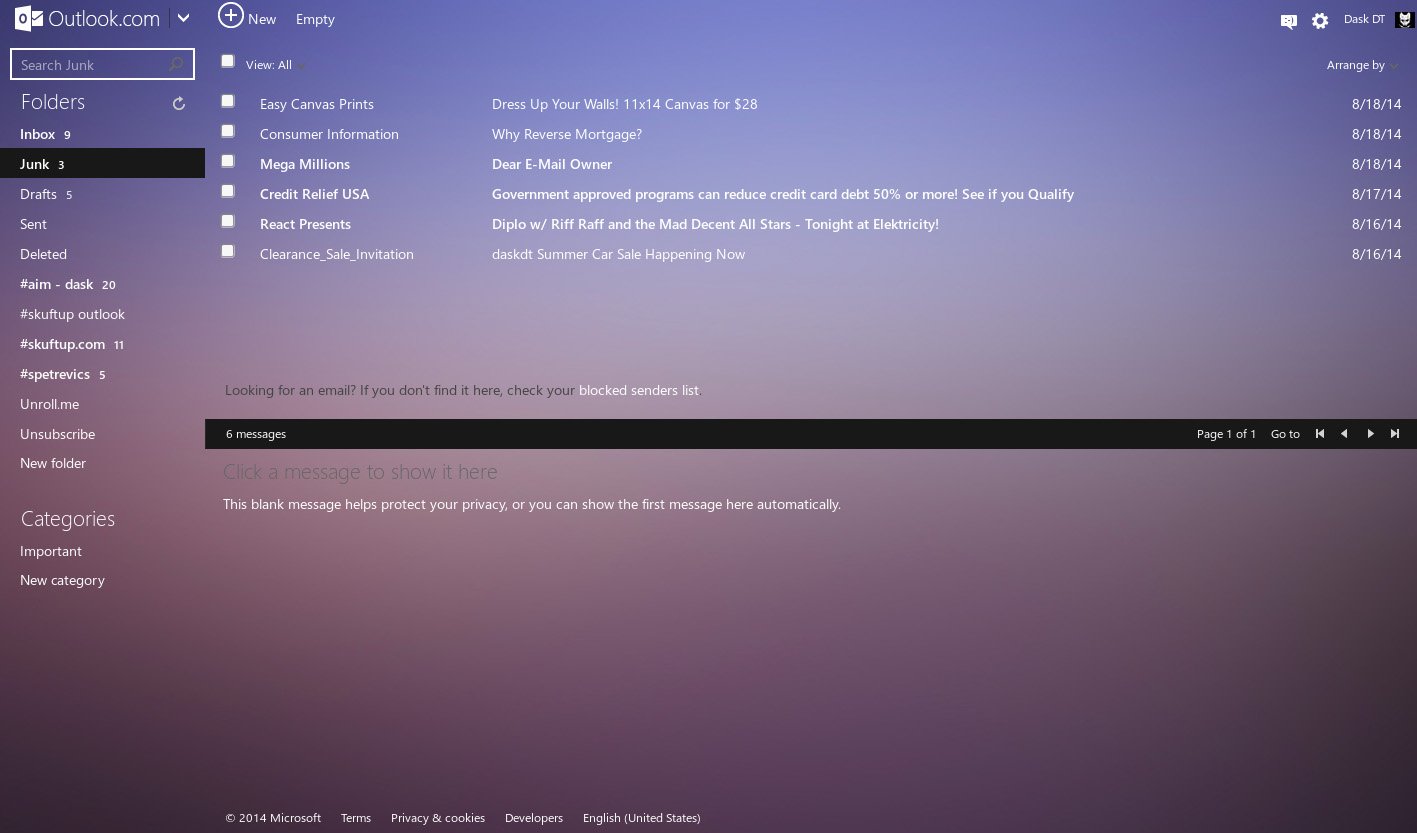 Outlook.com
New Empty
Dask DT
Search Junk
View: All
Arrange by
Folders
Inbox 9
Junk 3
Drafts 5
Sent
Deleted
#aim - dask 20
#skuftup outlook
#skuftup.com 11
#spetrevics 5
Unroll.me
Unsubscribe
New folder
Categories
Important
New category
Easy Canvas Prints Dress Up Your Walls! 11x14 Canvas for $28 8/18/14
Consumer Information Why Reverse Mortgage? 8/18/14
Mega Millions Dear E-Mail Owner 8/18/14
Credit Relief USA Government approved programs can reduce credit card debt 50% or more! See if you Qualify 8/17/14
React Presents Diplo w/ Riff Raff and the Mad Decent All Stars - Tonight at Elektricity! 8/16/14
Clearance_Sale_Invitation daskdt Summer Car Sale Happening Now 8/16/14
Looking for an email? If you don't find it here, check your blocked senders list.
6 messages Page 1 of 1 Go to
Click a message to show it here
This blank message helps protect your privacy, or you can show the first message here automatically.
© 2014 Microsoft Terms Privacy & cookies Developers English (United States)